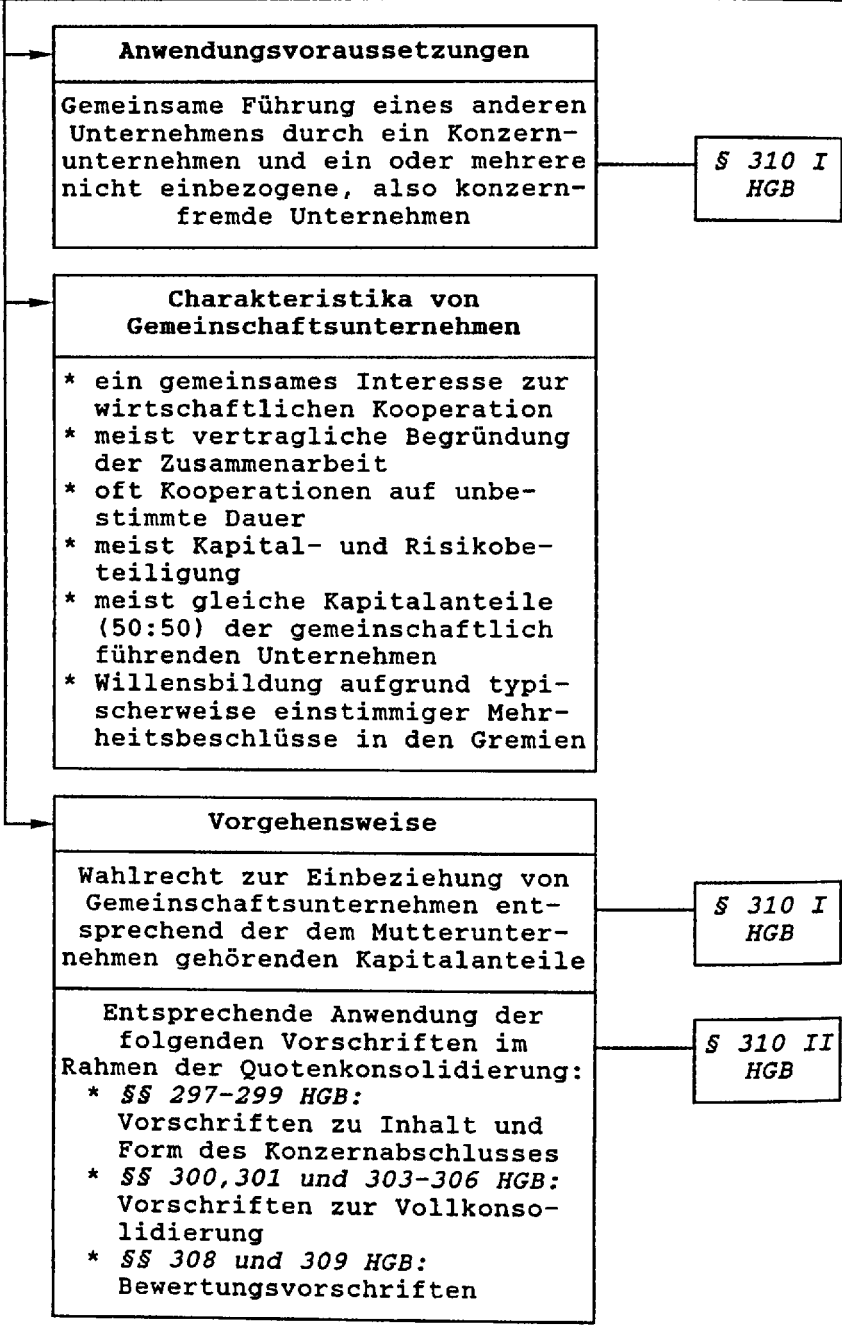 Anwendungsvoraussetzungen
Gemeinsame Führung eines anderen
Unternehmens durch ein Konzern-
unternehmen und ein oder mehrere
nicht einbezogene, also konzern-
fremde Unternehmen
§ 310 I
HGB
Charakteristika von
Gemeinschaftsunternehmen
* ein gemeinsames Interesse zur
wirtschaftlichen Kooperation
* meist vertragliche Begründung
der Zusammenarbeit
* oft Kooperationen auf unbe-
stimmte Dauer
* meist Kapital- und Risikobe-
teiligung
* meist gleiche Kapitalanteile
(50:50) der gemeinschaftlich
führenden Unternehmen
* Willensbildung aufgrund typi-
scherweise einstimmiger Mehr-
heitsbeschlüsse in den Gremien
Vorgehensweise
Wahlrecht zur Einbeziehung von
Gemeinschaftsunternehmen ent-
sprechend der dem Mutterunter-
nehmen gehörenden Kapitalanteile
§ 310 I
HGB
Entsprechende Anwendung der
folgenden Vorschriften im
Rahmen der Quotenkonsolidierung:
* §§ 297-299 HGB:
Vorschriften zu Inhalt und
Form des Konzernabschlusses
* §§ 300,301 und 303-306 HGB:
Vorschriften zur Vollkonso-
lidierung
* §§ 308 und 309 HGB:
Bewertungsvorschriften
§ 310 II
HGB